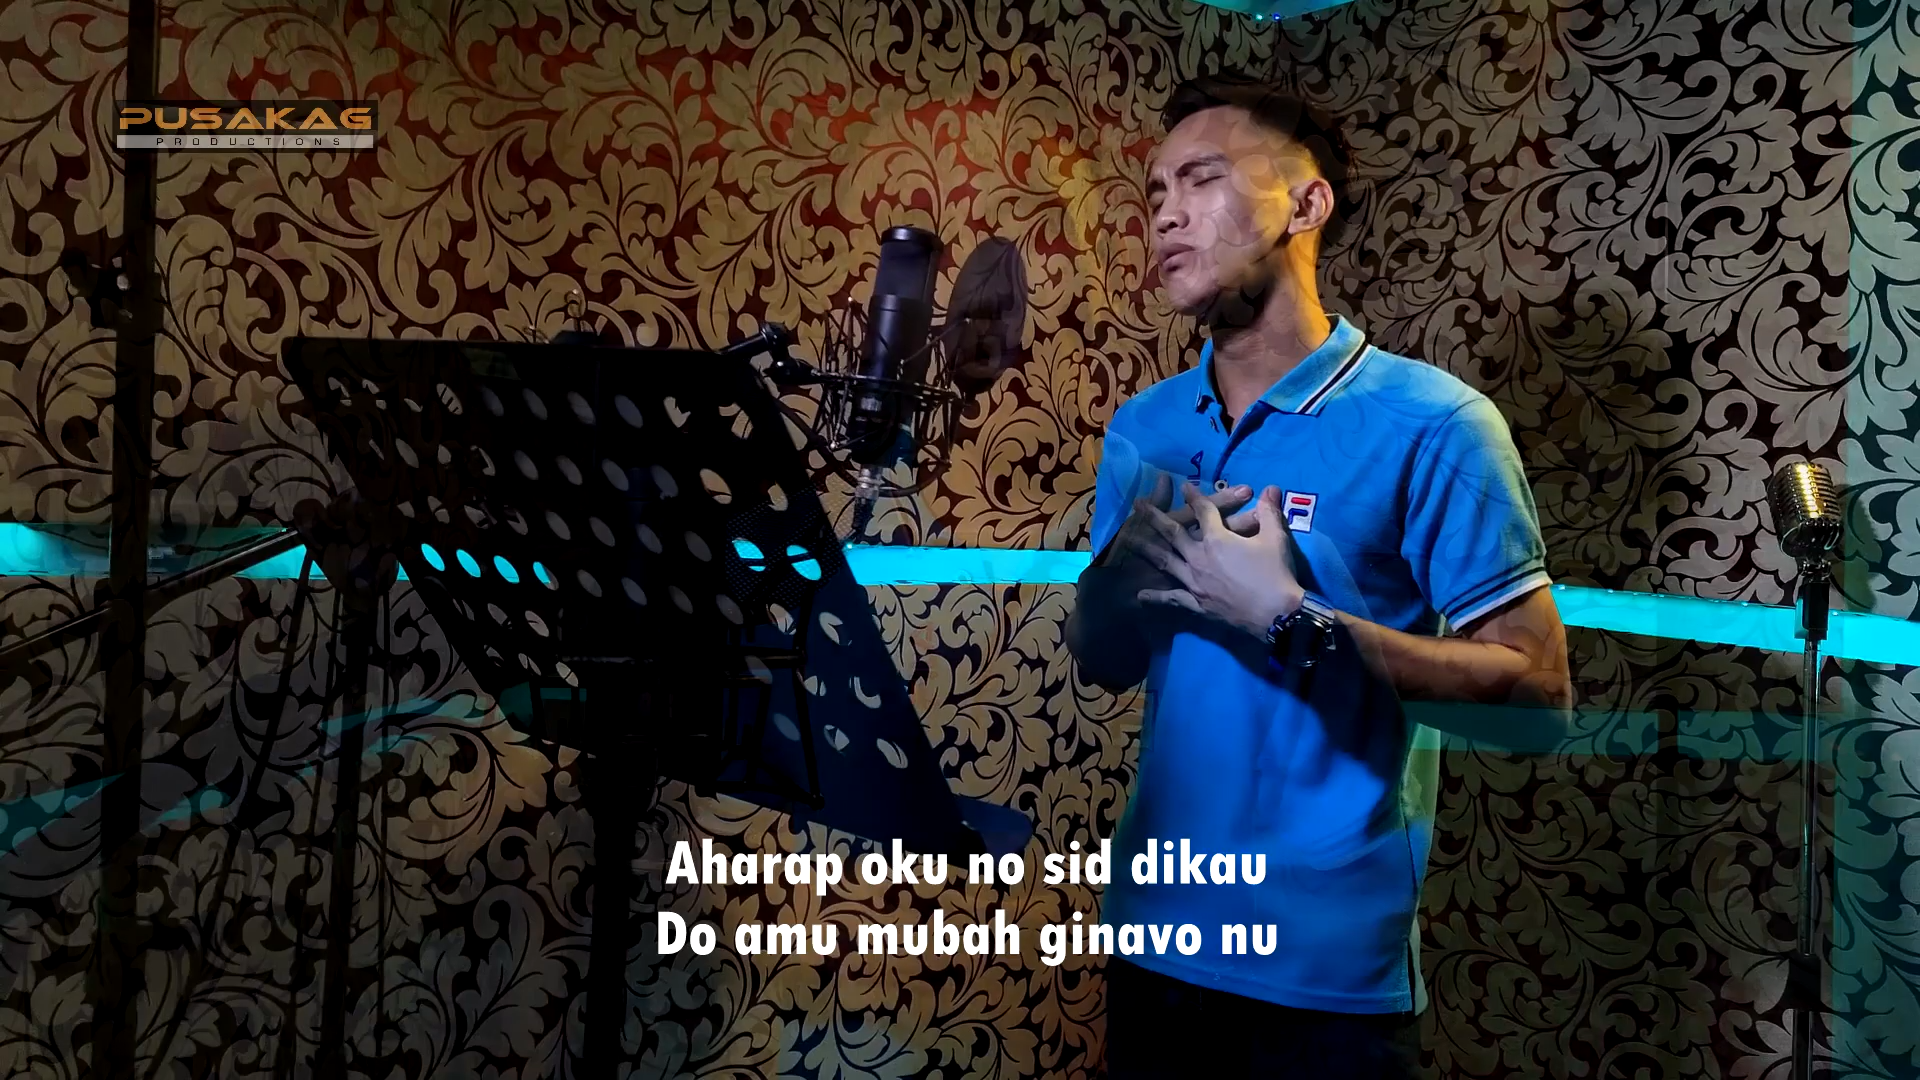 PUSAKAG
PRODUCTIONS
F
Aharap oku no sid dikau
Do amu mubah ginavo nu